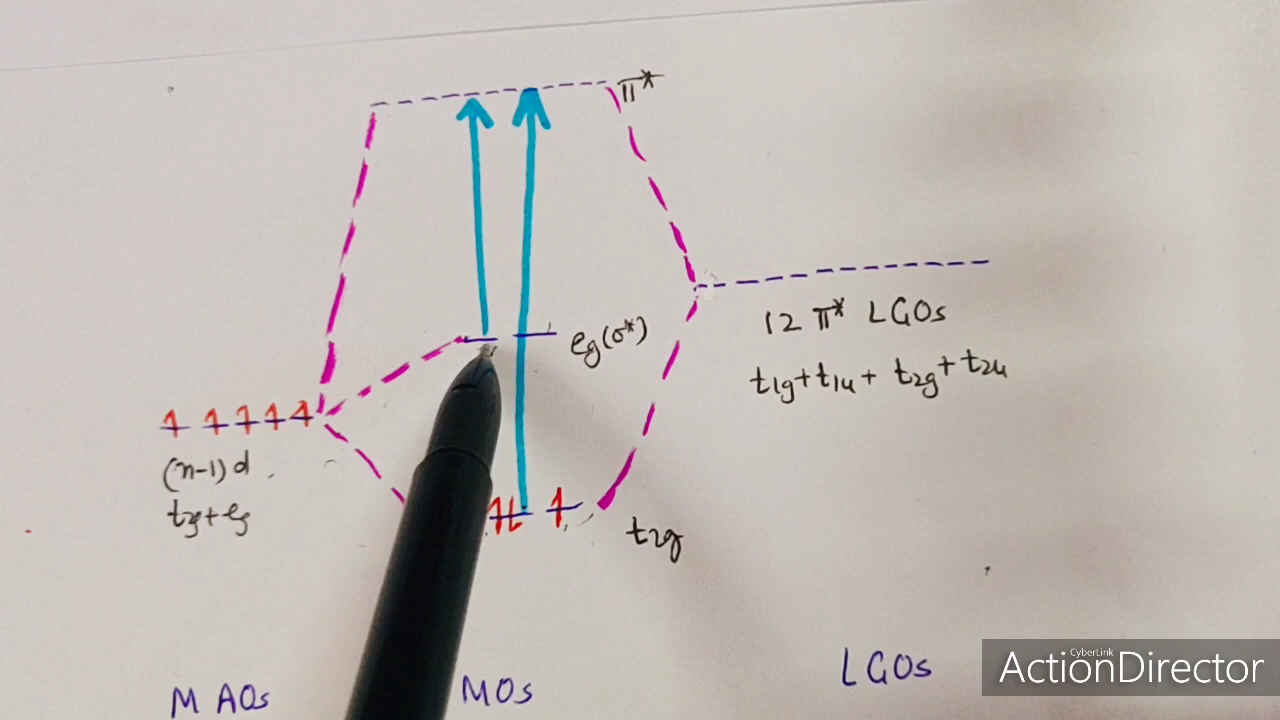 π*
eg(σ*)
12 π* LGOs
t1g+t1u+ t2g+t2u
(n-1)d
t2g+eg
t2g
LGOs
M AOs
MOs
CyberLink
ActionDirector